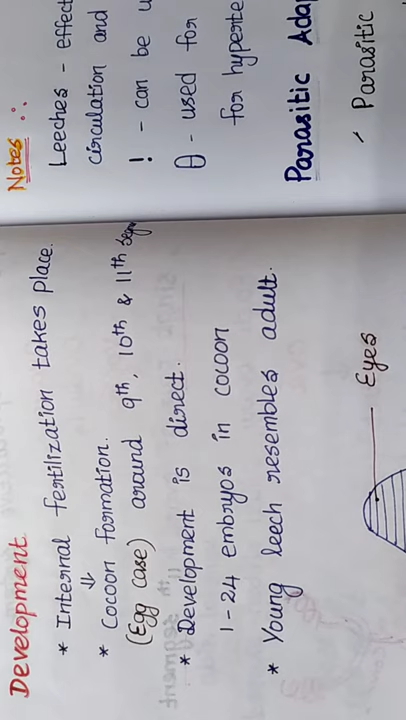 Development
* Internal fertilization takes place.
↓
* Cocoon formation.
(Egg case) around 9th, 10th & 11th
* Development is direct.
1-24 embryos in cocoon
* Young leech resembles adult.
Eyes
Notes ::
Leeches - effect
circulation and
! - can be u
θ - used for
for hyperte
Parasitic Adap
✓ Parasitic